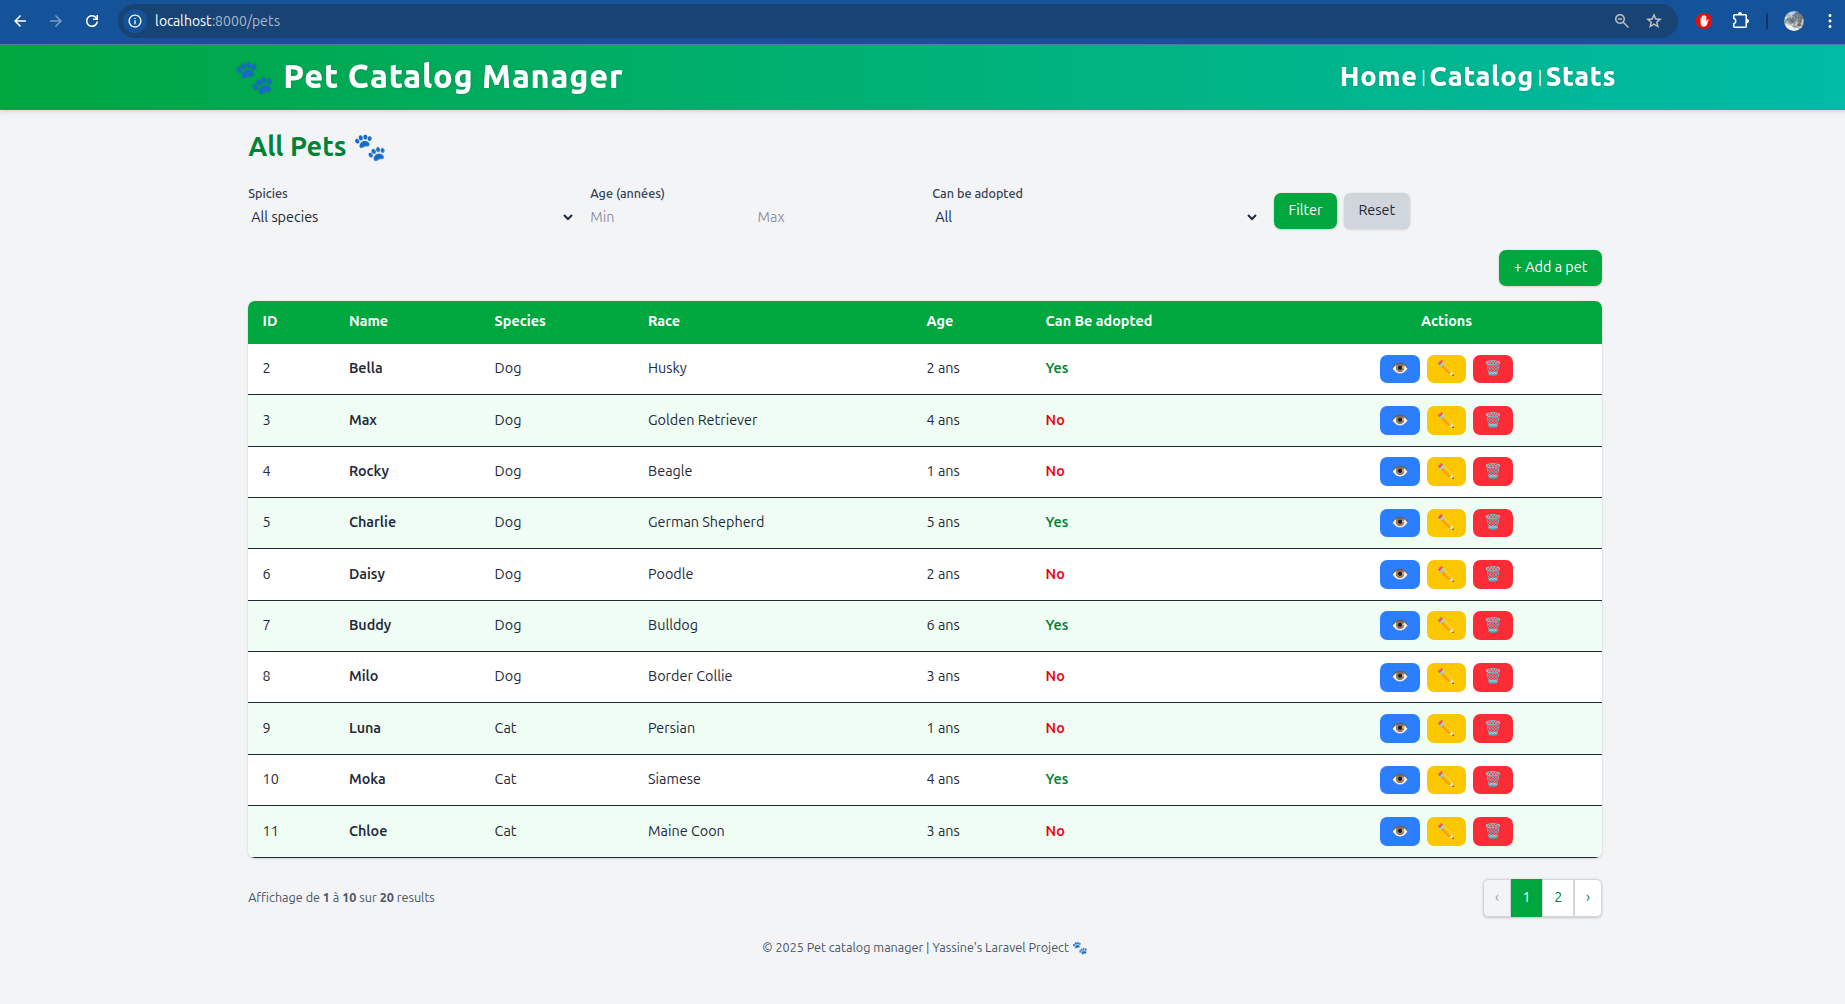 localhost:8000/pets
🐾 Pet Catalog Manager
Home | Catalog | Stats
All Pets 🐾
Spicies Age (années) Can be adopted
All species Min Max All Filter Reset
+ Add a pet
ID Name Species Race Age Can Be adopted Actions
2 Bella Dog Husky 2 ans Yes
3 Max Dog Golden Retriever 4 ans No
4 Rocky Dog Beagle 1 ans No
5 Charlie Dog German Shepherd 5 ans Yes
6 Daisy Dog Poodle 2 ans No
7 Buddy Dog Bulldog 6 ans Yes
8 Milo Dog Border Collie 3 ans No
9 Luna Cat Persian 1 ans No
10 Moka Cat Siamese 4 ans Yes
11 Chloe Cat Maine Coon 3 ans No
Affichage de 1 à 10 sur 20 results ‹ 1 2 ›
© 2025 Pet catalog manager | Yassine's Laravel Project 🐾